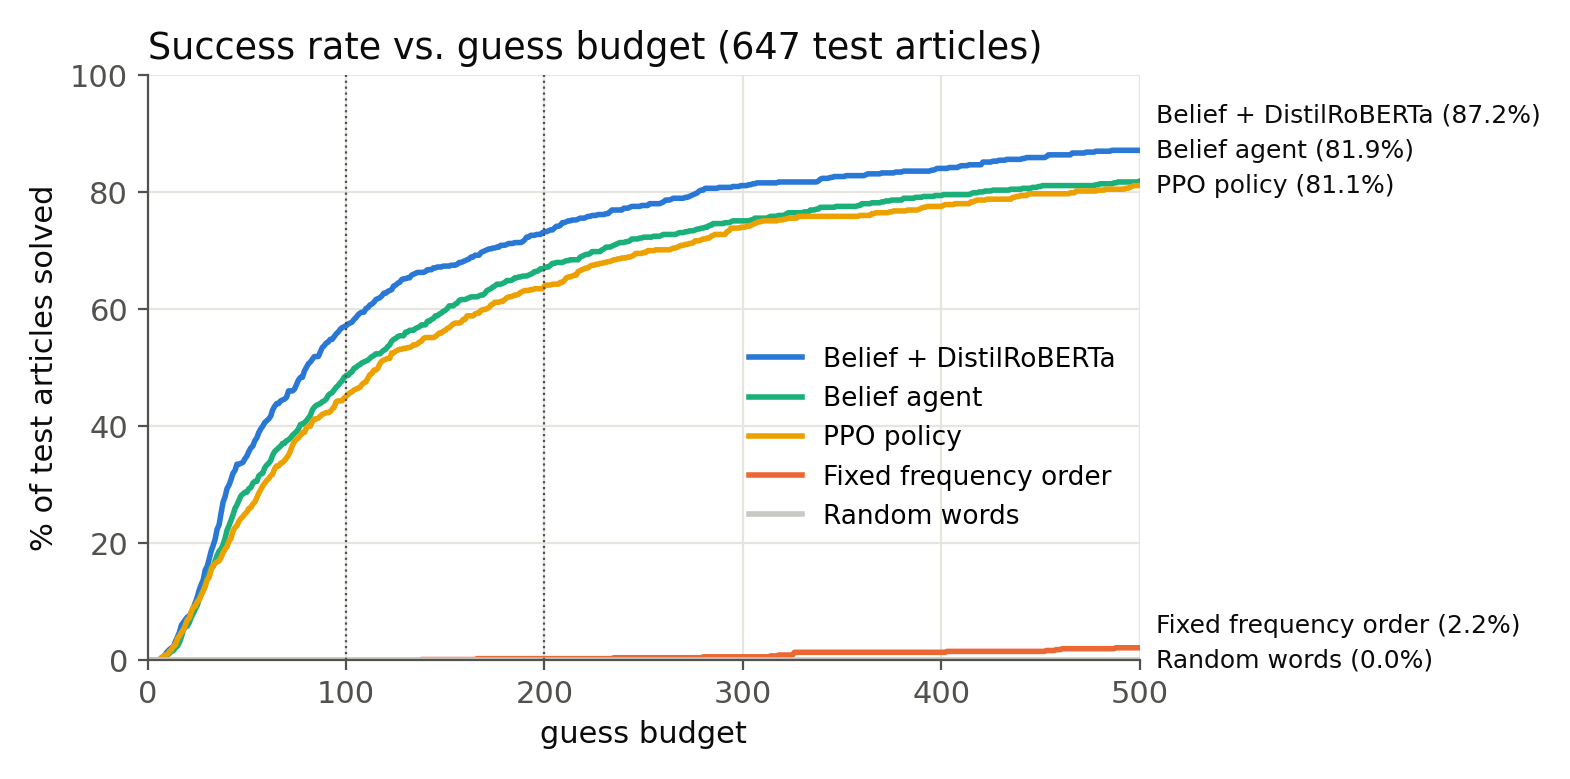 Success rate vs. guess budget (647 test articles)
% of test articles solved
100
80
60
40
20
0
0
100
200
300
400
500
guess budget
Belief + DistilRoBERTa
Belief agent
PPO policy
Fixed frequency order
Random words
Belief + DistilRoBERTa (87.2%)
Belief agent (81.9%)
PPO policy (81.1%)
Fixed frequency order (2.2%)
Random words (0.0%)